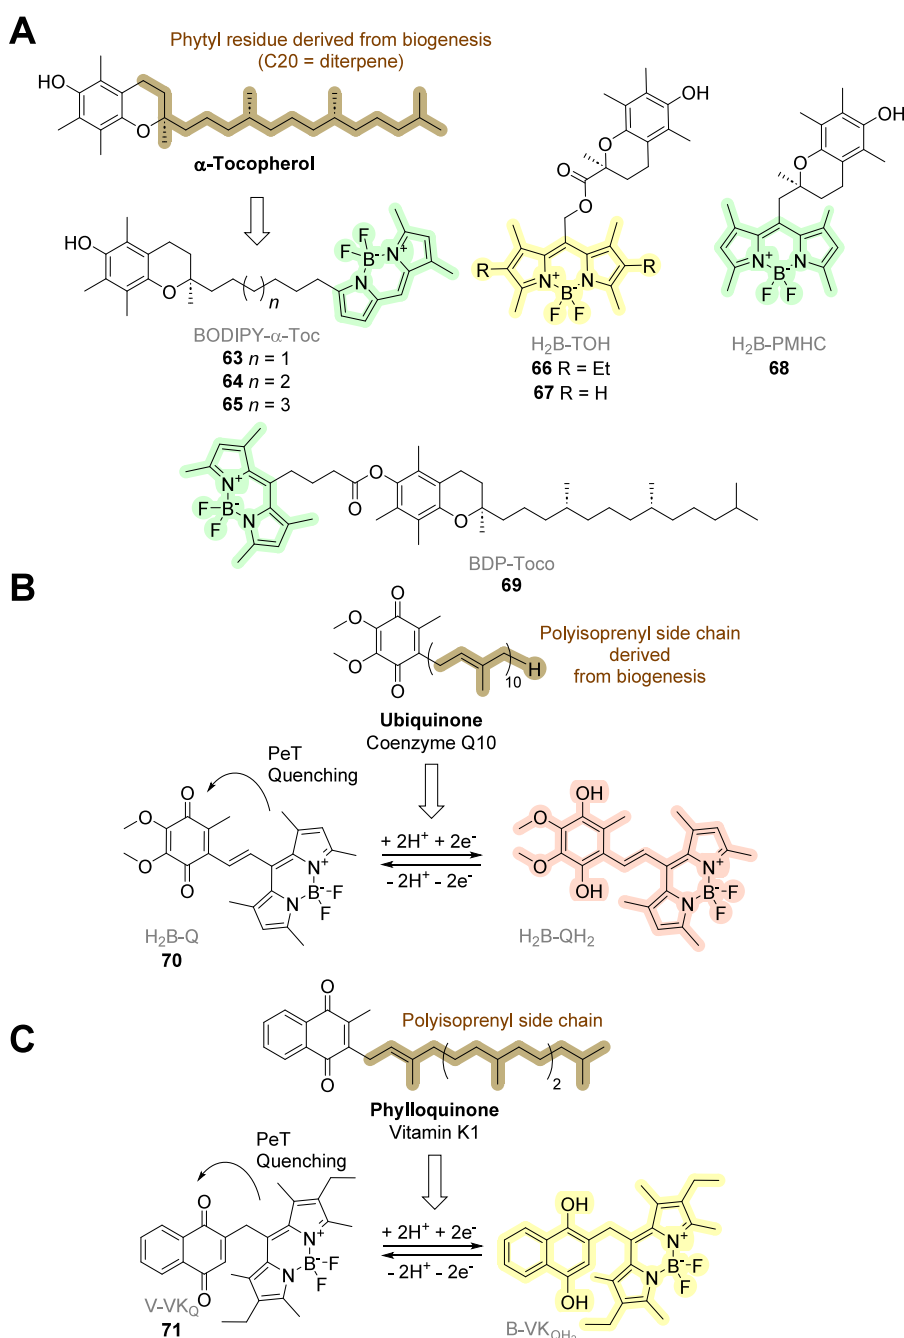 A
Phytyl residue derived from biogenesis
(C20 = diterpene)
HO
O
α-Tocopherol
HO
O
n
F
F
B-
N+
N
BODIPY-α-Toc
63 n = 1
64 n = 2
65 n = 3
OH
O
O
O
R
R
N+
N
B-
F
F
H2B-TOH
66 R = Et
67 R = H
OH
O
N+
N
B-
F
F
H2B-PMHC
68
N+
F
B-
F
N
O
O
O
BDP-Toco
69
B
O
O
O
O
10
H
Polyisoprenyl side chain
derived
from biogenesis
Ubiquinone
Coenzyme Q10
PeT
Quenching
O
O
O
O
N+
B-
F
F
N
H2B-Q
70
+ 2H+ + 2e-
- 2H+ - 2e-
OH
O
O
OH
N+
B-
F
F
N
H2B-QH2
C
O
O
Polyisoprenyl side chain
2
Phylloquinone
Vitamin K1
PeT
Quenching
O
O
N+
B-
F
F
N
V-VKQ
71
+ 2H+ + 2e-
- 2H+ - 2e-
OH
OH
N+
B-
F
F
N
B-VKQH2